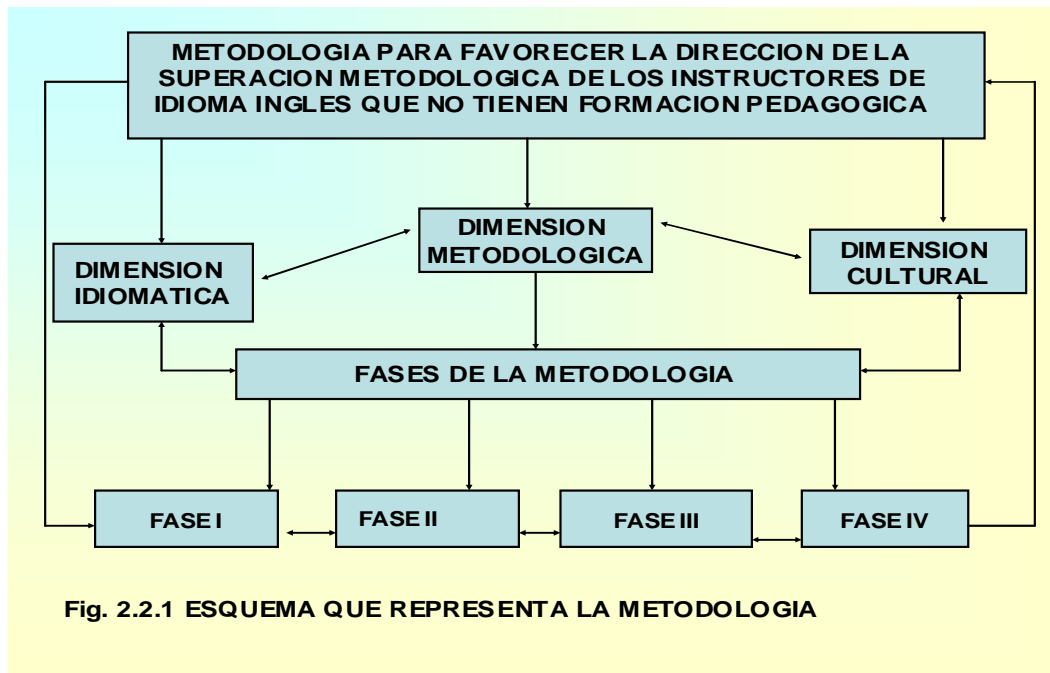 METODOLOGIA PARA FAVORECER LA DIRECCION DE LA
SUPERACION METODOLOGICA DE LOS INSTRUCTORES DE
IDIOMA INGLES QUE NO TIENEN FORMACION PEDAGOGICA
DIMENSION
IDIOMATICA
DIMENSION
METODOLOGICA
DIMENSION
CULTURAL
FASES DE LA METODOLOGIA
FASE I
FASE II
FASE III
FASE IV
Fig. 2.2.1 ESQUEMA QUE REPRESENTA LA METODOLOGIA